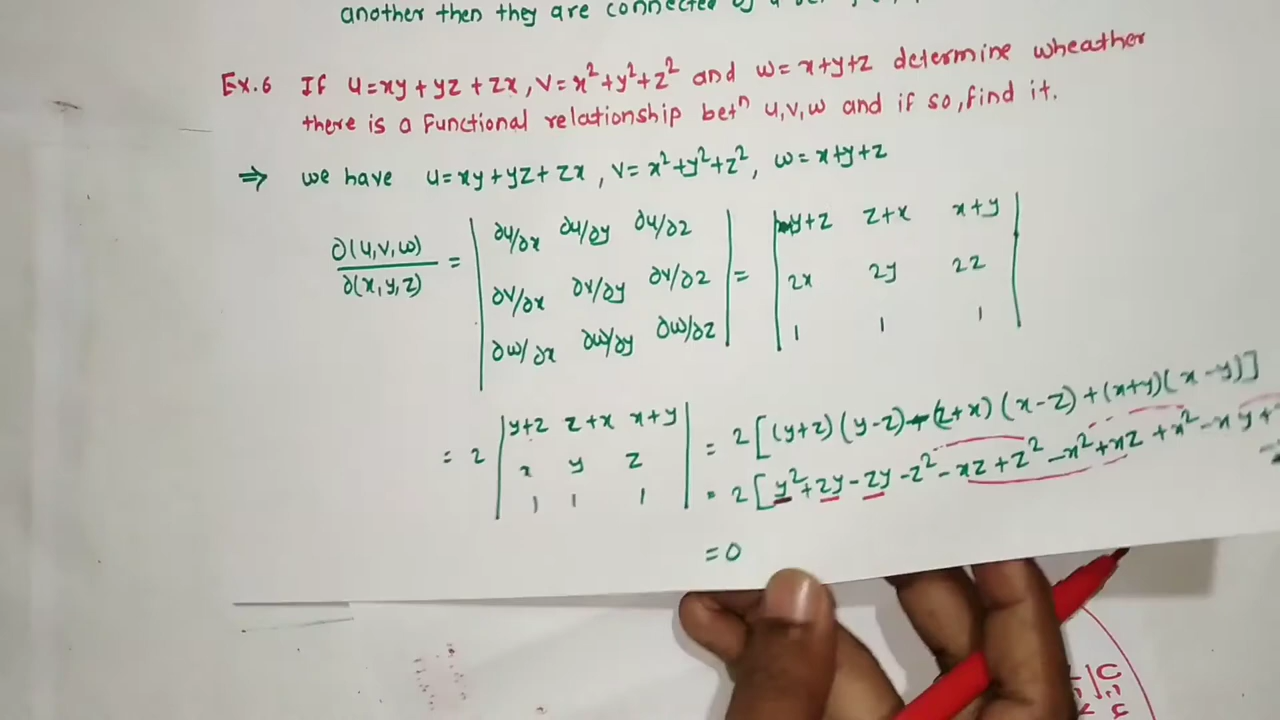 another then they are connected by a
Ex.6 If u=xy+yz+zx, v=x²+y²+z² and w=x+y+z determine wheather
there is a Functional relationship betⁿ u,v,w and if so, find it.
⇒ we have u=xy+yz+zx, v=x²+y²+z², w=x+y+z
∂(u,v,w)/∂(x,y,z) = | ∂u/∂x ∂u/∂y ∂u/∂z | = | y+z z+x x+y |
| ∂v/∂x ∂v/∂y ∂v/∂z | | 2x 2y 2z |
| ∂w/∂x ∂w/∂y ∂w/∂z | | 1 1 1 |
= 2 | y+z z+x x+y | = 2[(y+z)(y-z)-(z+x)(x-z)+(x+y)(x-y)]
| x y z |
| 1 1 1 | = 2[y²+zy-zy-z²-xz+z²-x²+xz+x²-xy+
=0